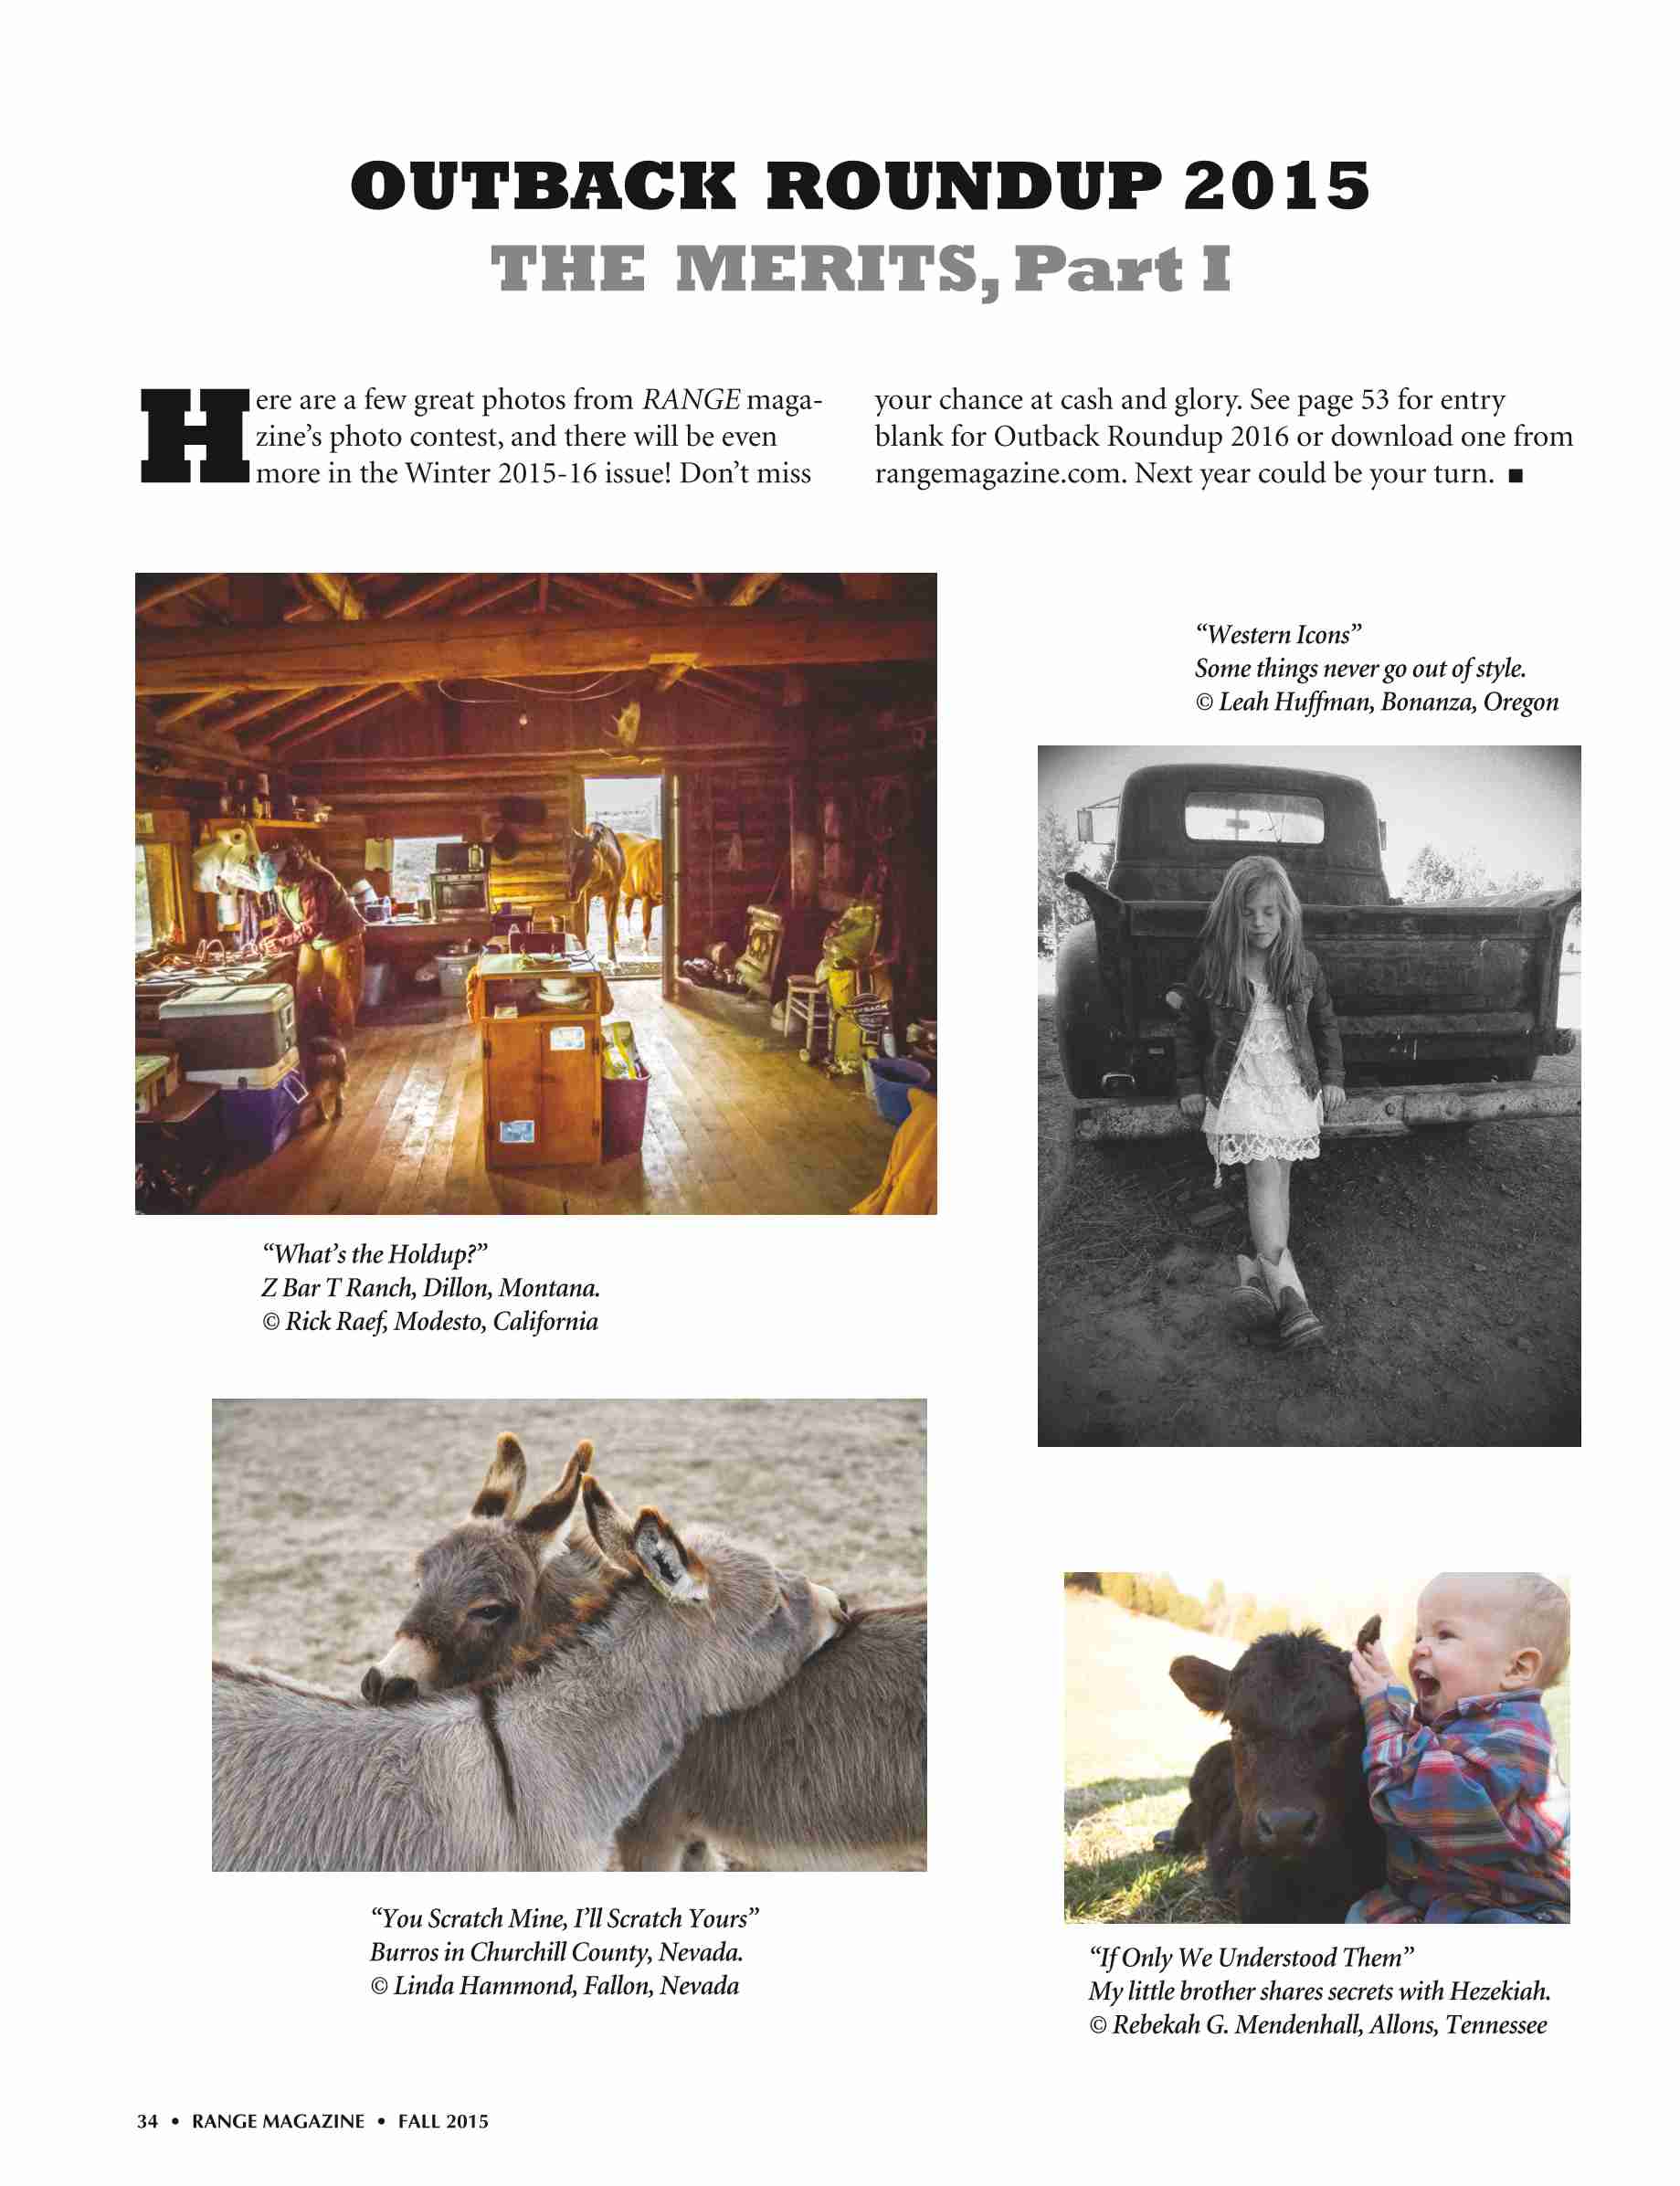 OUTBACK ROUNDUP 2015
THE MERITS, Part I
Here are a few great photos from RANGE maga-
zine’s photo contest, and there will be even
more in the Winter 2015-16 issue! Don’t miss
your chance at cash and glory. See page 53 for entry
blank for Outback Roundup 2016 or download one from
rangemagazine.com. Next year could be your turn. ■
“Western Icons”
Some things never go out of style.
© Leah Huffman, Bonanza, Oregon
“What’s the Holdup?”
Z Bar T Ranch, Dillon, Montana.
© Rick Raef, Modesto, California
“You Scratch Mine, I’ll Scratch Yours”
Burros in Churchill County, Nevada.
© Linda Hammond, Fallon, Nevada
“If Only We Understood Them”
My little brother shares secrets with Hezekiah.
© Rebekah G. Mendenhall, Allons, Tennessee
34 • RANGE MAGAZINE • FALL 2015